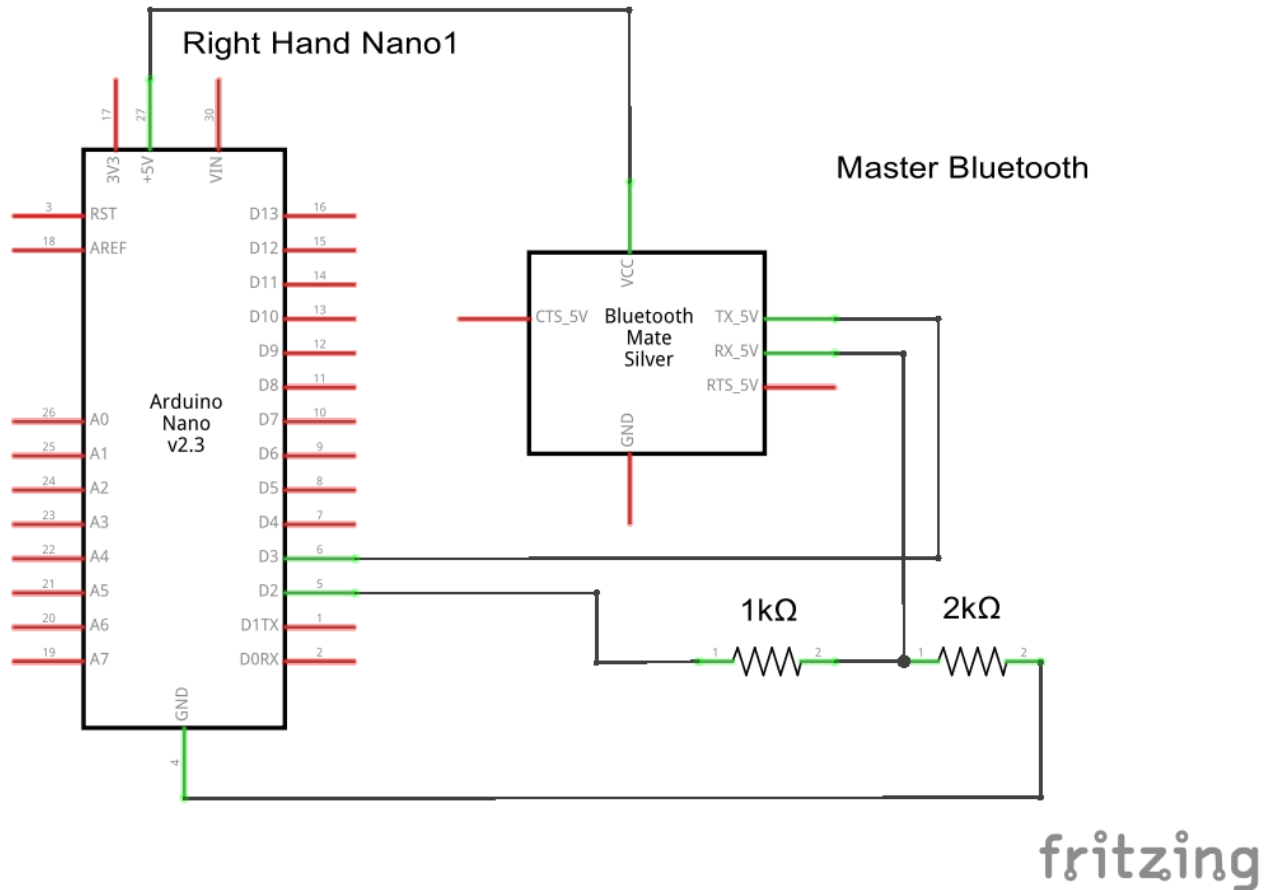 Right Hand Nano1
Master Bluetooth
17
27
30
3V3
+5V
VIN
3
RST
D13
16
18
AREF
D12
15
D11
14
D10
13
D9
12
D8
11
26
A0
D7
10
25
A1
D6
9
24
A2
D5
8
23
A3
D4
7
22
A4
D3
6
21
A5
D2
5
20
A6
D1TX
1
19
A7
D0RX
2
Arduino
Nano
v2.3
GND
4
VCC
CTS_5V
Bluetooth
Mate
Silver
TX_5V
RX_5V
RTS_5V
GND
1kΩ
2kΩ
1
2
1
2
fritzing